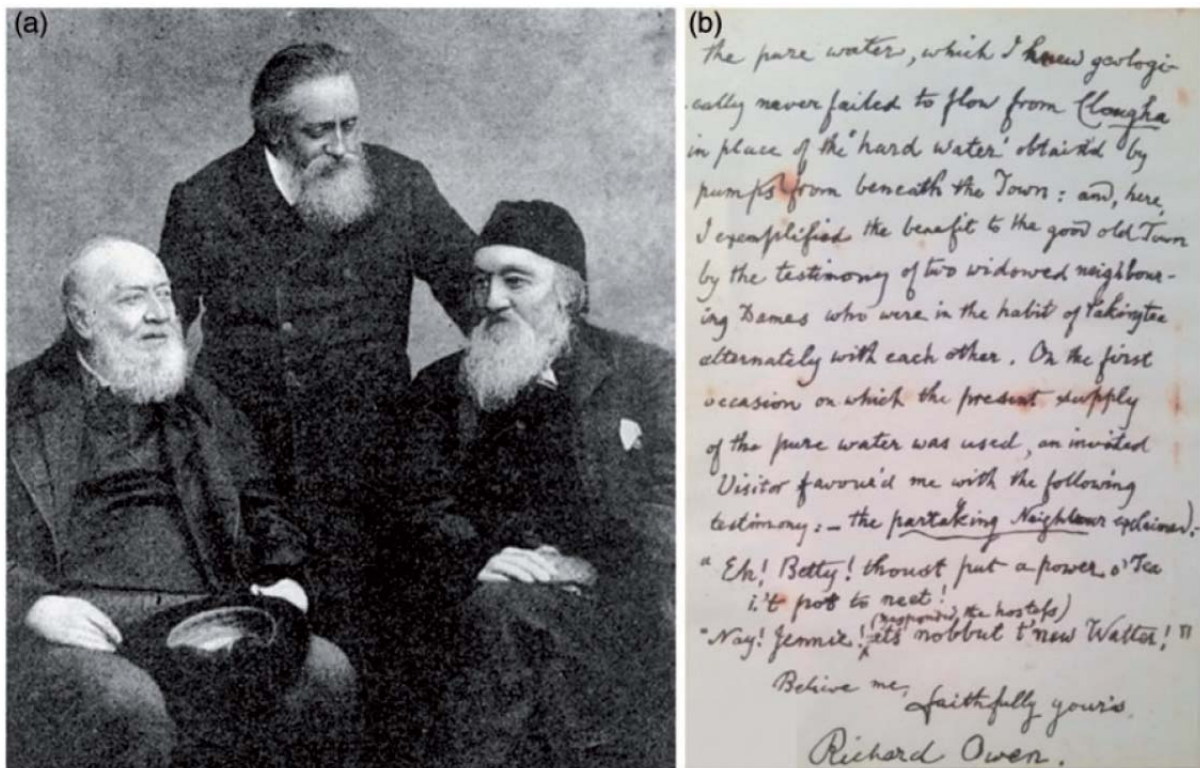 (a)
(b)
the pure water, which I knew geologi-
cally never failed to flow from Clougha
in place of the 'hard water' obtain'd by
pumps from beneath the Town: and, here,
I exemplified the benefit to the good old Town
by the testimony of two widowed neighbour-
ing Dames who were in the habit of taking tea
alternately with each other. On the first
occasion on which the present supply
of the pure water was used, an invited
Visitor favour'd me with the following
testimony:- the partaking Neighbour exclaimed).
"Eh! Betty! thoust put a power o' Tea
i't pot to neet!
(responded the hostess)
"Nay! Jennie! its nobbut t'new Watter!"
Believe me,
faithfully yours,
Richard Owen.